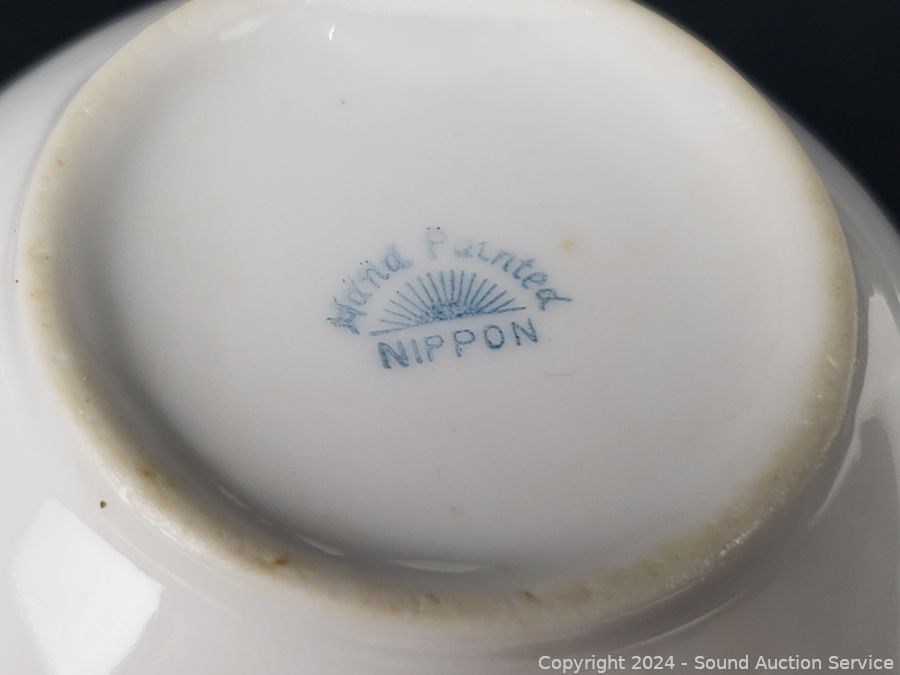 Hand Painted
NIPPON
Copyright 2024 - Sound Auction Service